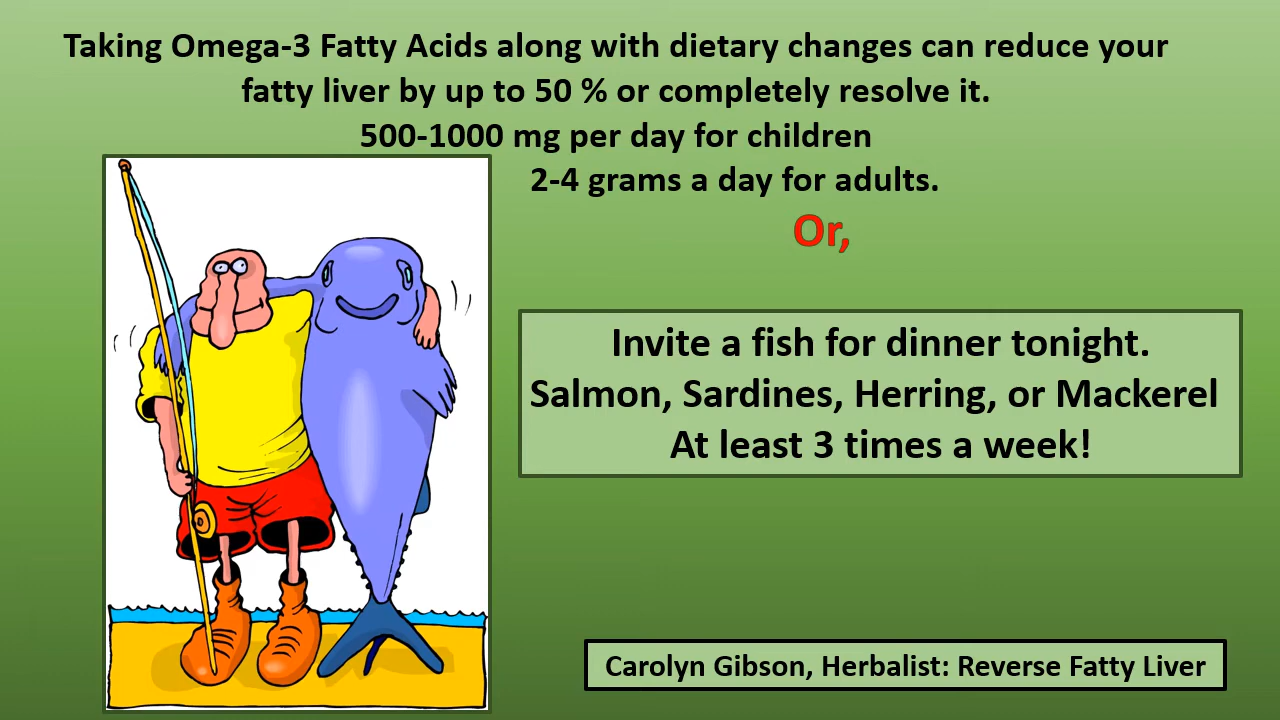 Taking Omega-3 Fatty Acids along with dietary changes can reduce your
fatty liver by up to 50 % or completely resolve it.
500-1000 mg per day for children
2-4 grams a day for adults.
Or,
Invite a fish for dinner tonight.
Salmon, Sardines, Herring, or Mackerel
At least 3 times a week!
Carolyn Gibson, Herbalist: Reverse Fatty Liver